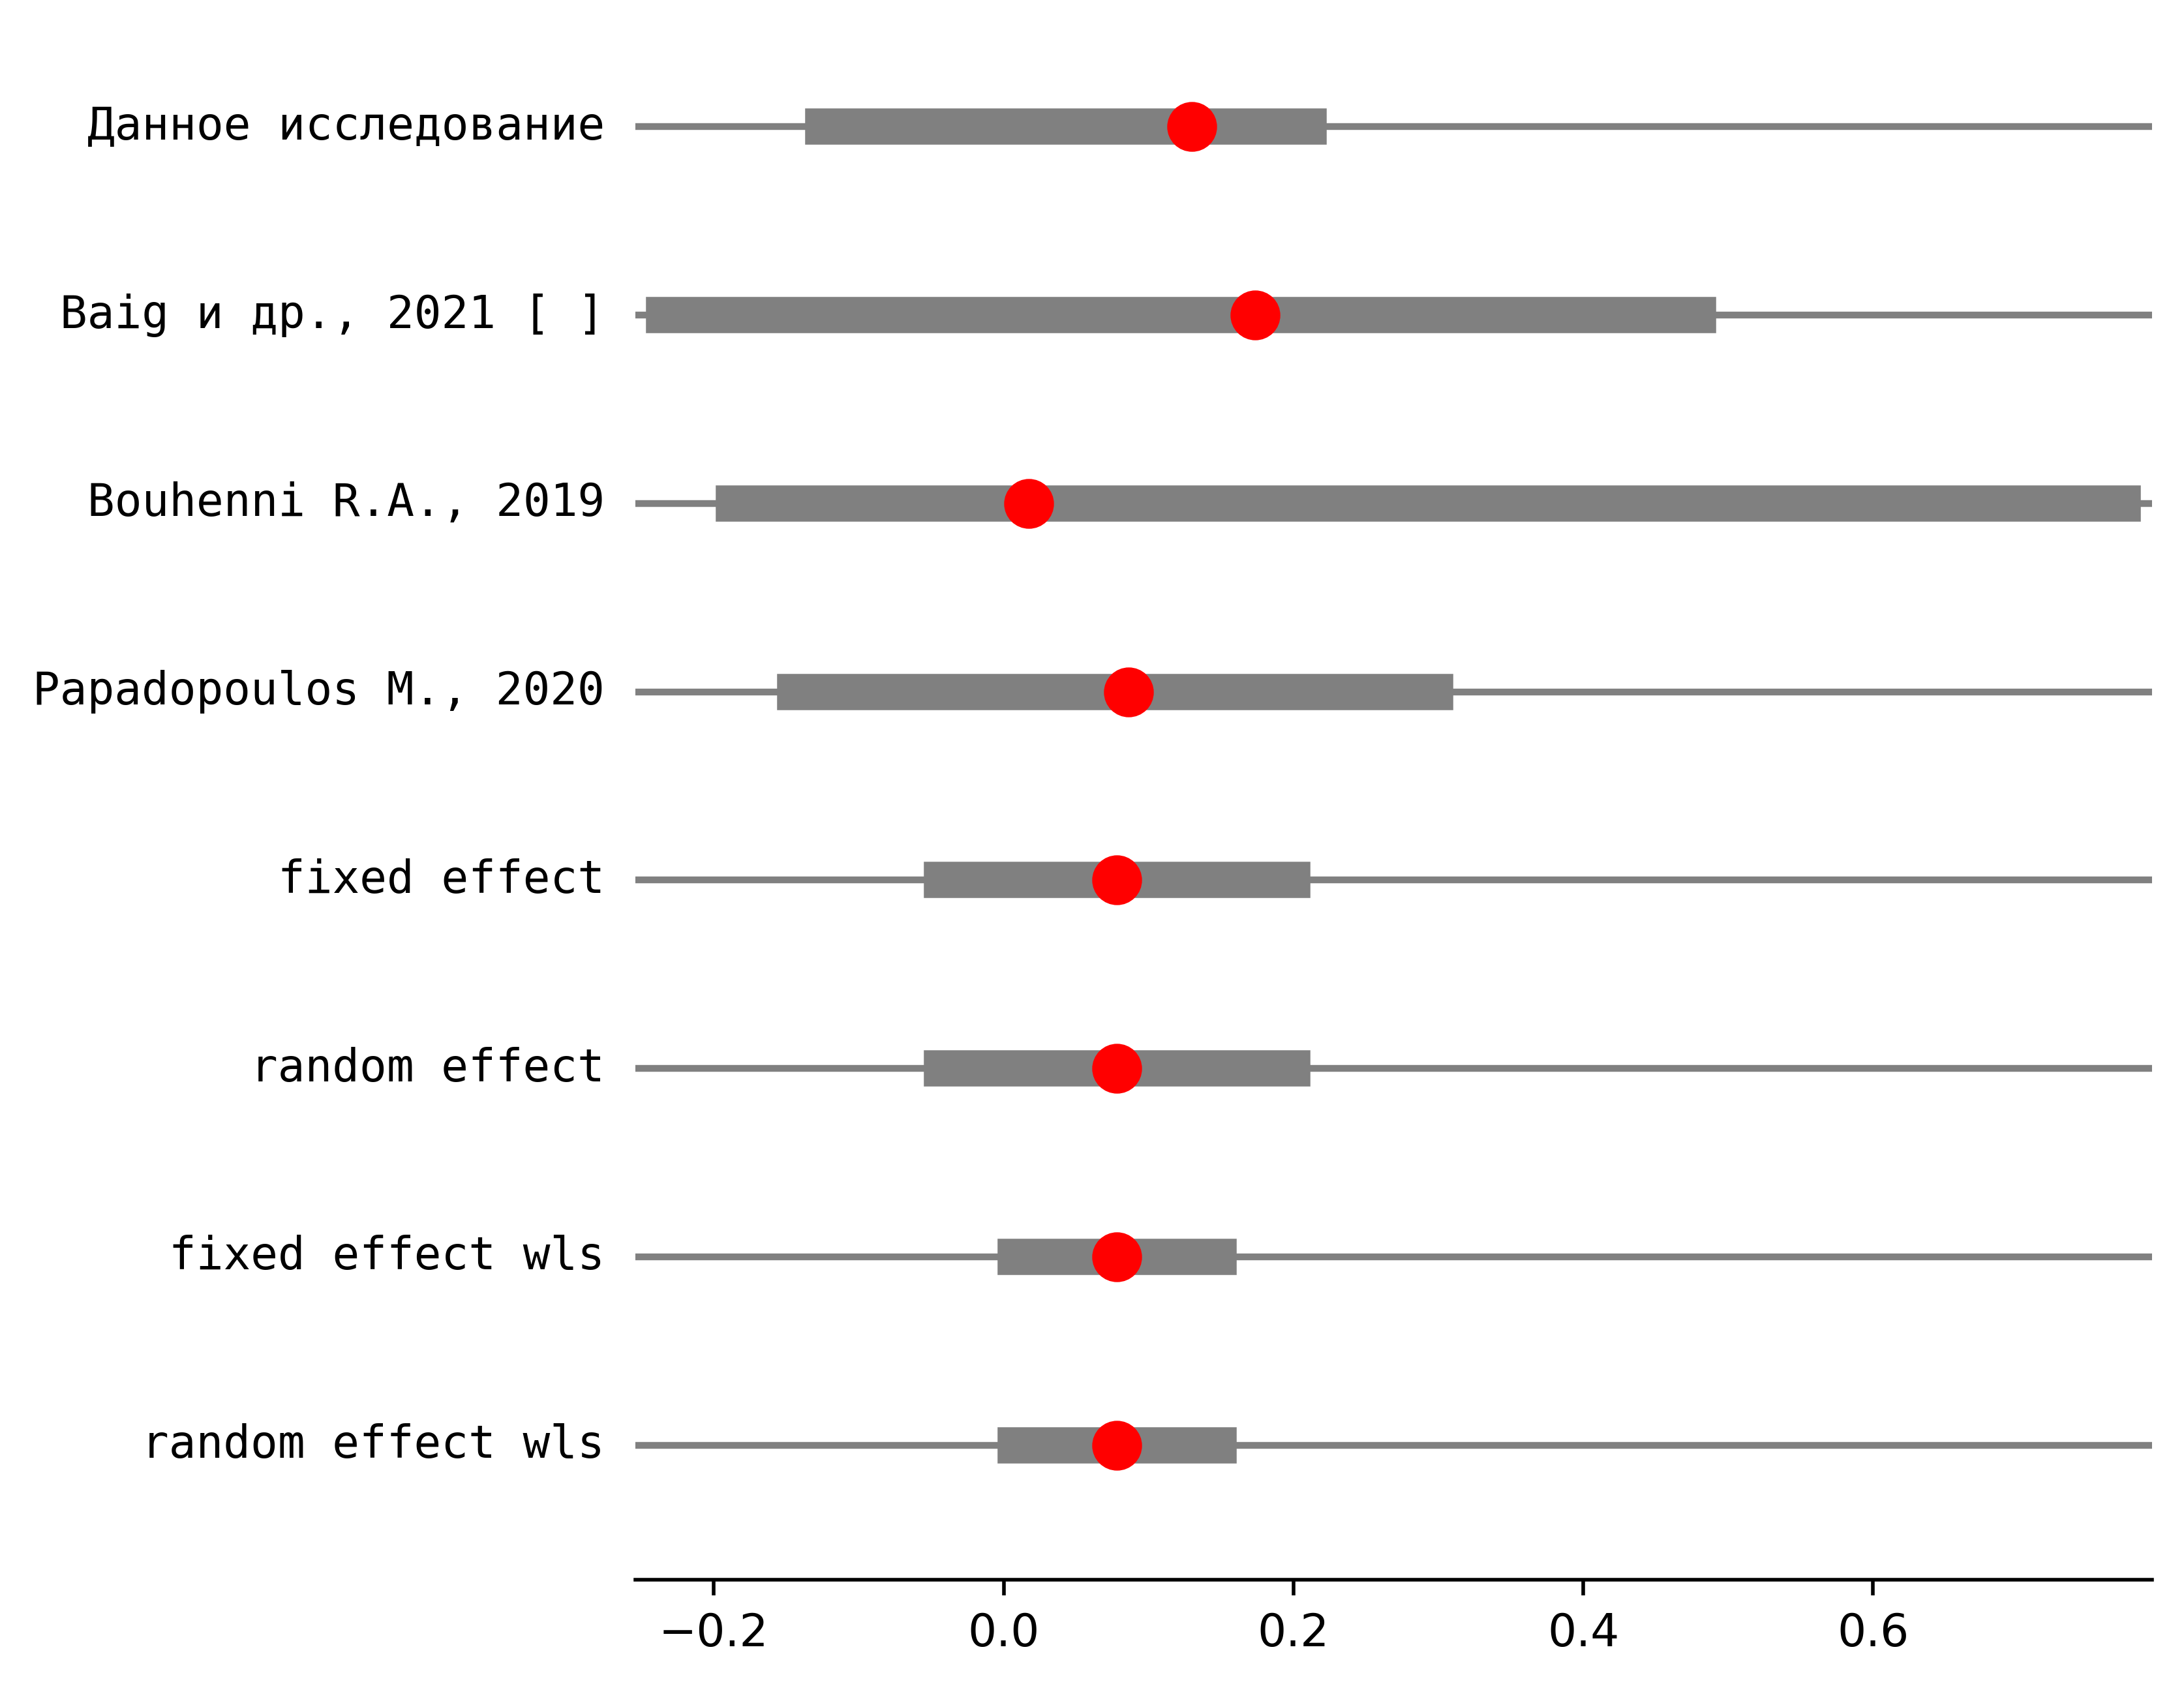 Данное исследование
Baig и др., 2021 [ ]
Bouhenni R.A., 2019
Papadopoulos M., 2020
fixed effect
random effect
fixed effect wls
random effect wls
−0.2 0.0 0.2 0.4 0.6